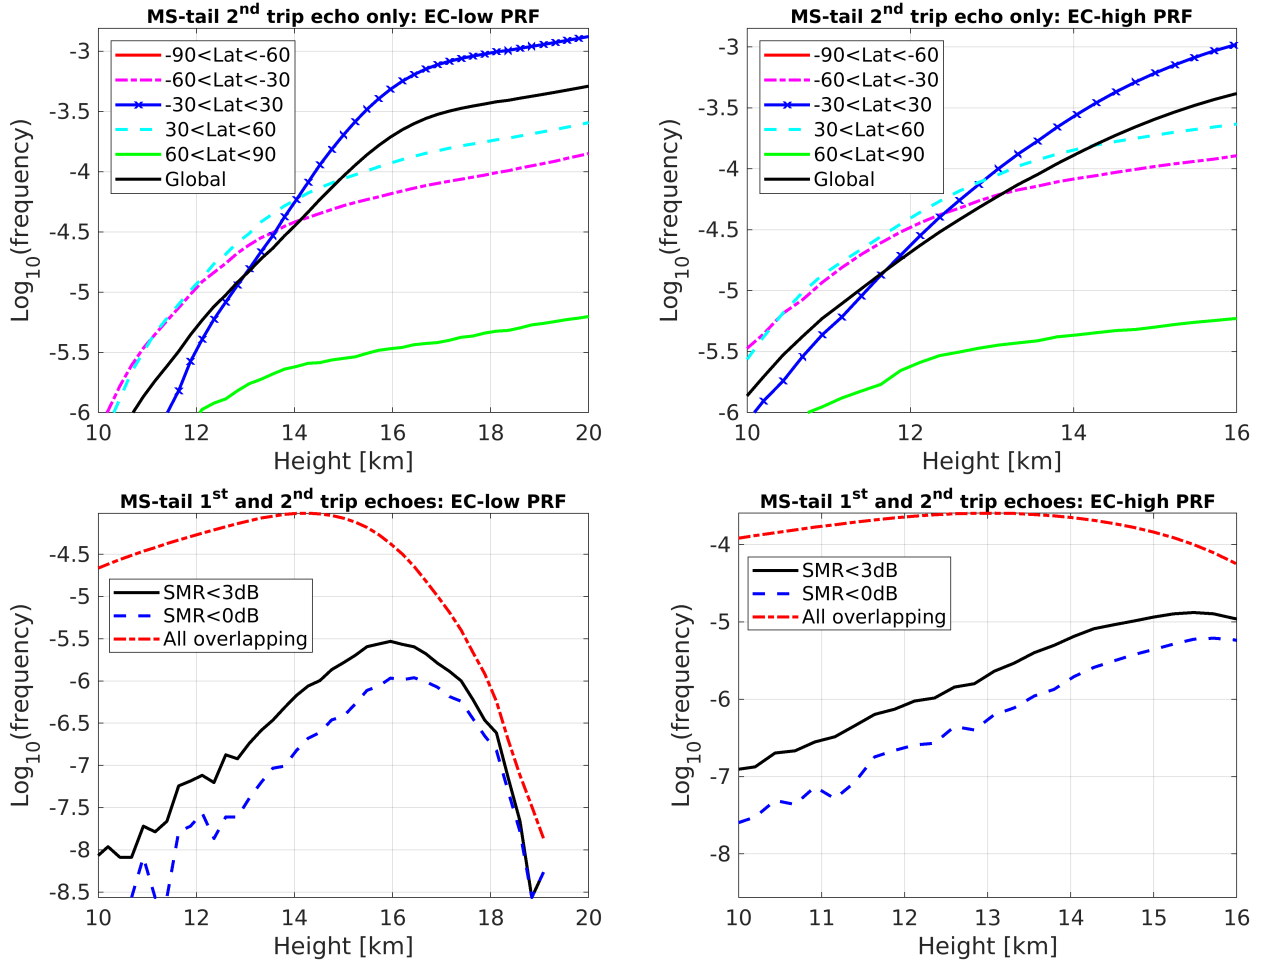 MS-tail 2nd trip echo only: EC-low PRF
Log10(frequency)
-3
-3.5
-4
-4.5
-5
-5.5
-6
-90<Lat<-60
-60<Lat<-30
-30<Lat<30
30<Lat<60
60<Lat<90
Global
10 12 14 16 18 20
Height [km]
MS-tail 2nd trip echo only: EC-high PRF
Log10(frequency)
-3
-3.5
-4
-4.5
-5
-5.5
-6
-90<Lat<-60
-60<Lat<-30
-30<Lat<30
30<Lat<60
60<Lat<90
Global
10 12 14 16
Height [km]
MS-tail 1st and 2nd trip echoes: EC-low PRF
Log10(frequency)
-4.5
-5
-5.5
-6
-6.5
-7
-7.5
-8
-8.5
SMR<3dB
SMR<0dB
All overlapping
10 12 14 16 18 20
Height [km]
MS-tail 1st and 2nd trip echoes: EC-high PRF
Log10(frequency)
-4
-5
-6
-7
-8
SMR<3dB
SMR<0dB
All overlapping
10 11 12 13 14 15 16
Height [km]